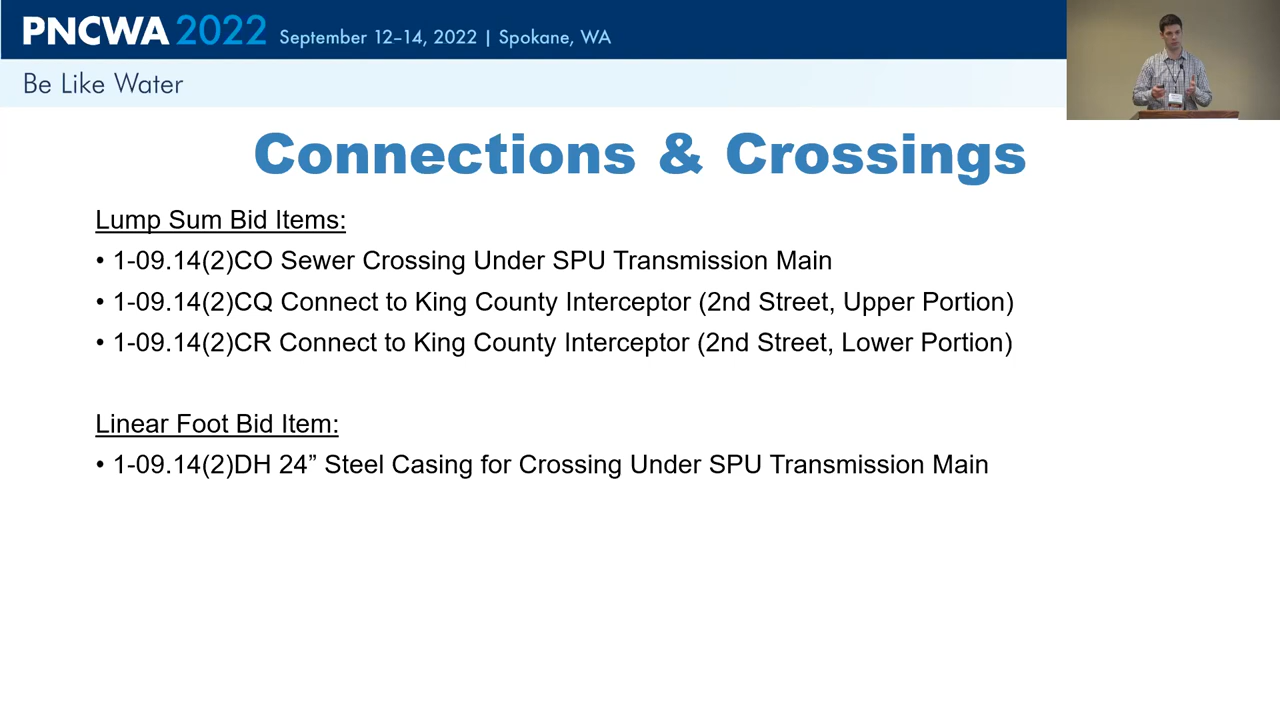 PNCWA 2022 September 12–14, 2022 | Spokane, WA
Be Like Water
Connections & Crossings
Lump Sum Bid Items:
• 1-09.14(2)CO Sewer Crossing Under SPU Transmission Main
• 1-09.14(2)CQ Connect to King County Interceptor (2nd Street, Upper Portion)
• 1-09.14(2)CR Connect to King County Interceptor (2nd Street, Lower Portion)
Linear Foot Bid Item:
• 1-09.14(2)DH 24” Steel Casing for Crossing Under SPU Transmission Main